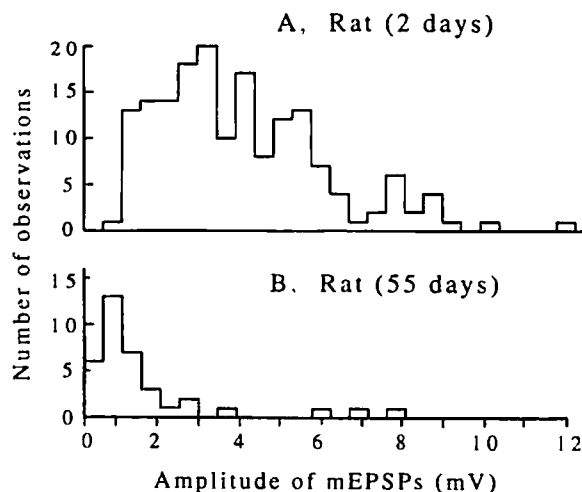 A, Rat (2 days)
20
15
10
5
0
B. Rat (55 days)
15
10
5
0
0 2 4 6 8 10 12
Number of observations
Amplitude of mEPSPs (mV)